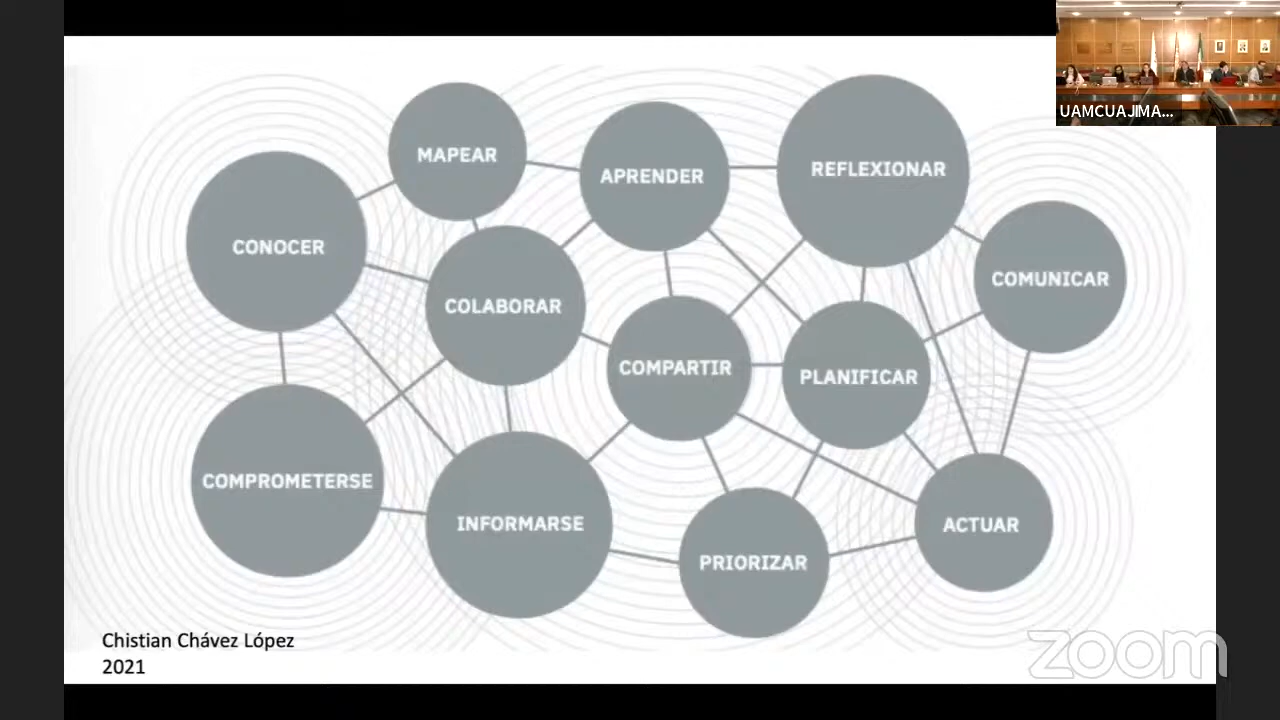 UAMCUAJIMA...
MAPEAR
APRENDER
REFLEXIONAR
CONOCER
COLABORAR
COMUNICAR
COMPARTIR
PLANIFICAR
COMPROMETERSE
INFORMARSE
PRIORIZAR
ACTUAR
Chistian Chávez López
2021
zoom